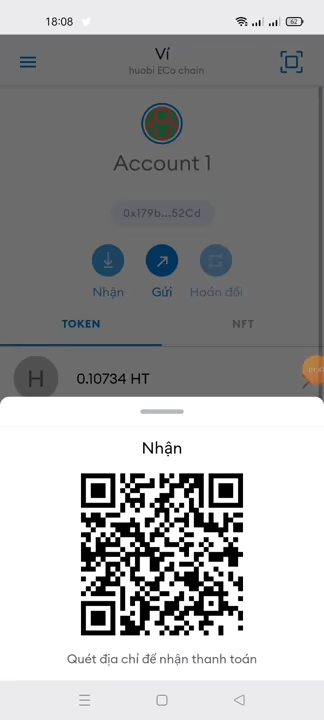 18:08
62
Ví
huobi ECo chain
Account 1
0x179b...52Cd
Nhận
Gửi
Hoán đổi
TOKEN
NFT
H
0.10734 HT
Nhận
Quét địa chỉ để nhận thanh toán